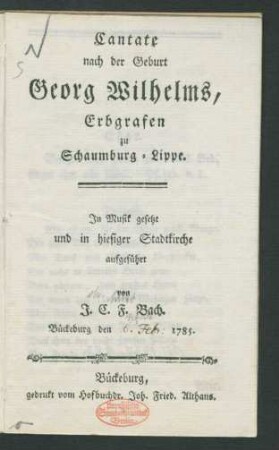 Cantate
nach der Geburt
Georg Wilhelms,
Erbgrafen
zu
Schaumburg-Lippe.
In Musik gesetzt
und in hiesiger Stadtkirche
aufgeführt
von
J. C. F. Bach.
Bückeburg den 6. Feb. 1785.
Bückeburg,
gedrukt vom Hofbuchdr. Joh. Fried. Althans.